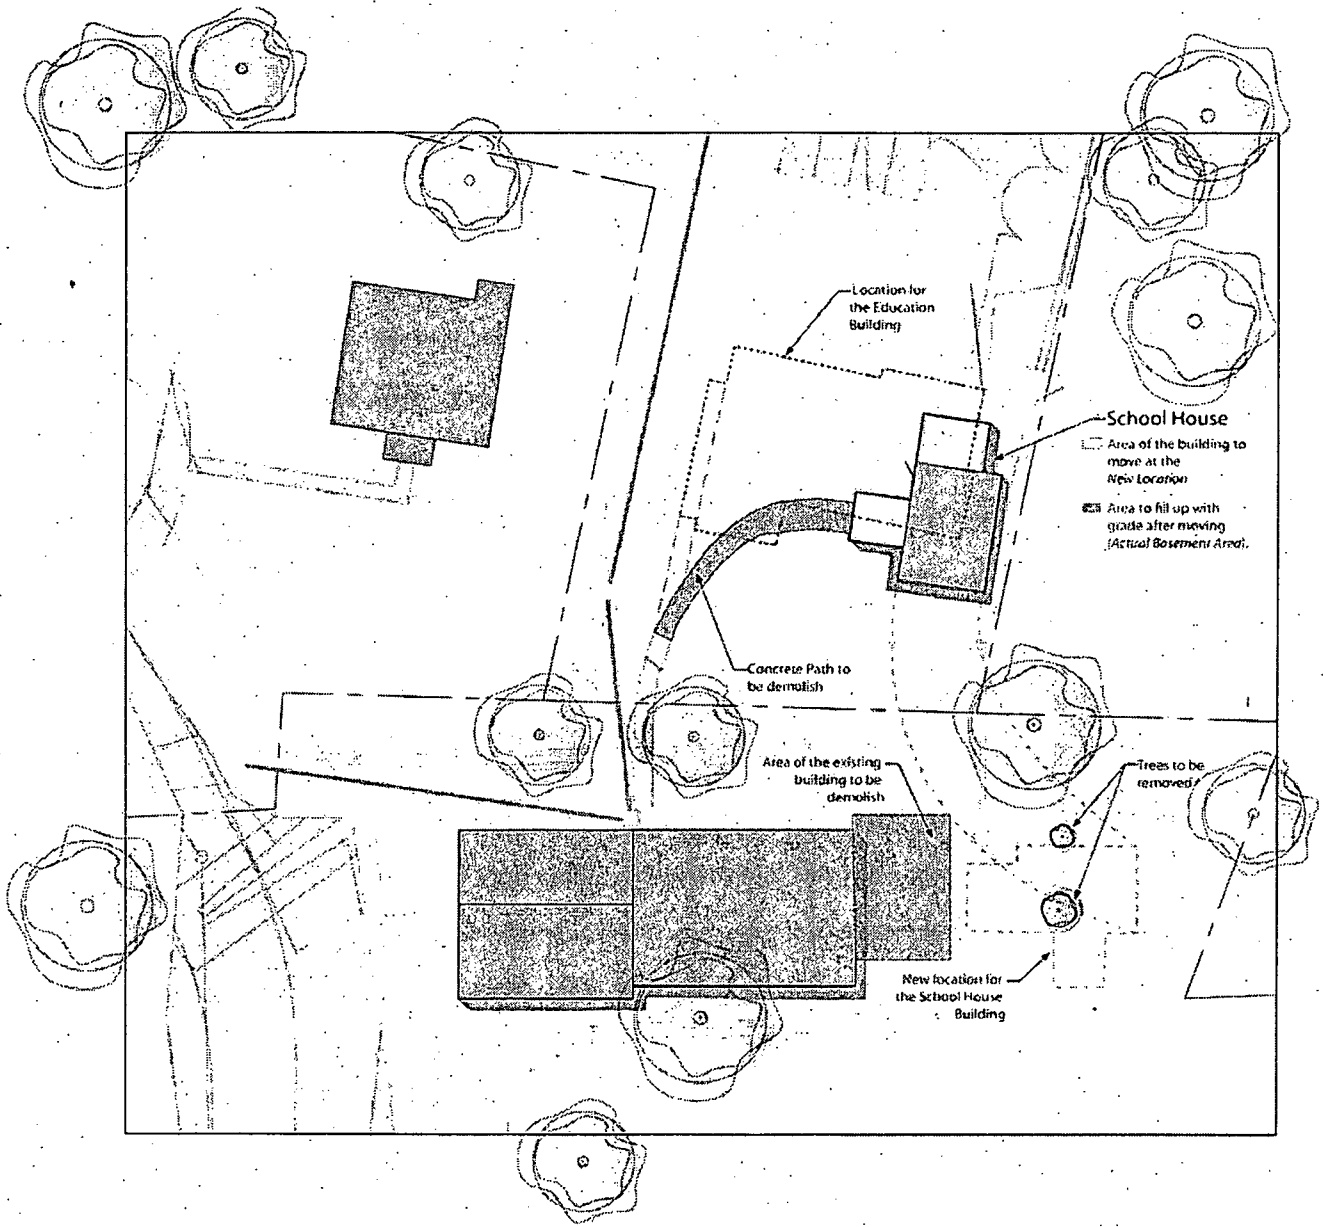 Location for
the Education
Building
School House
Area of the building to
move at the
New Location
Area to fill up with
grade after moving
(Actual Basement Area).
Concrete Path to
be demolish
Area of the existing
building to be
demolish
Trees to be
removed
New location for
the School House
Building